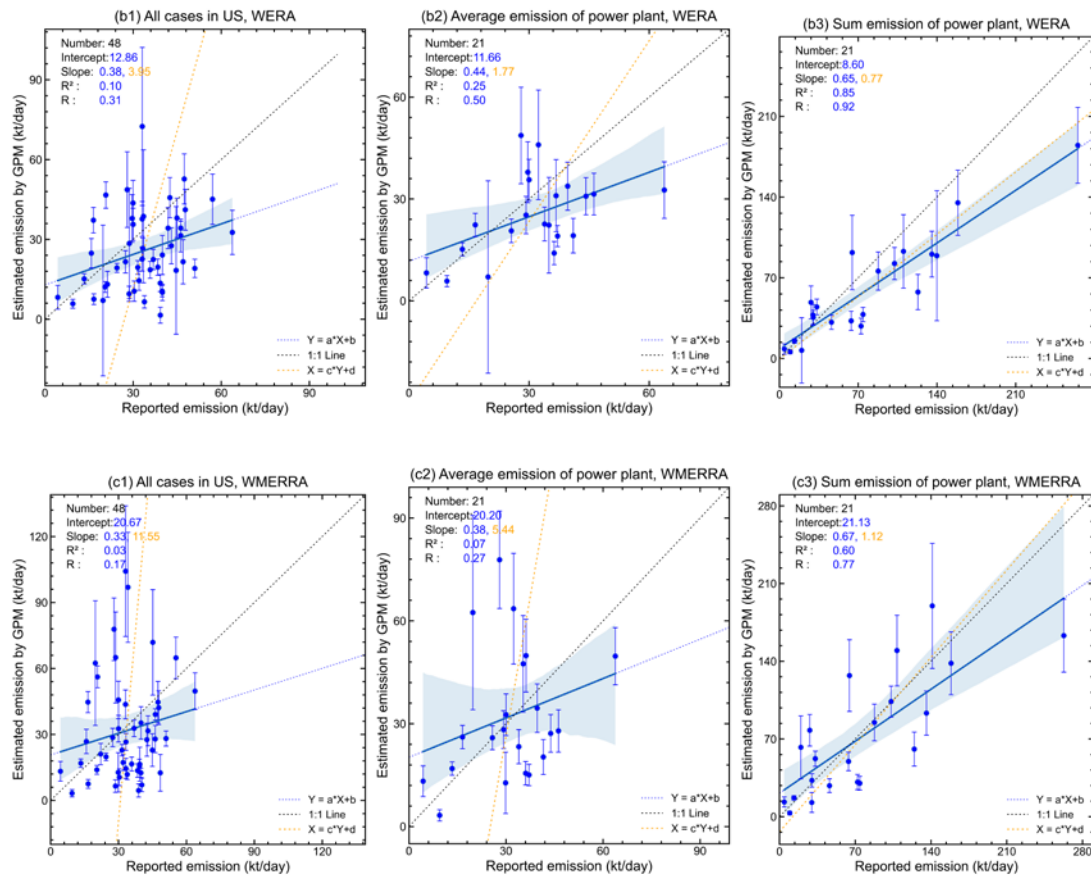 (b1) All cases in US, WERA
Number: 48
Intercept:12.86
Slope: 0.38, 3.95
R² : 0.10
R : 0.31
90
60
30
0
Estimated emission by GPM (kt/day)
Y = a*X+b
1:1 Line
X = c*Y+d
0 30 60 90
Reported emission (kt/day)
(b2) Average emission of power plant, WERA
Number: 21
Intercept:11.66
Slope: 0.44, 1.77
R² : 0.25
R : 0.50
60
30
0
Estimated emission by GPM (kt/day)
Y = a*X+b
1:1 Line
X = c*Y+d
0 30 60
Reported emission (kt/day)
(b3) Sum emission of power plant, WERA
Number: 21
Intercept:8.60
Slope: 0.65, 0.77
R² : 0.85
R : 0.92
210
140
70
0
Estimated emission by GPM (kt/day)
Y = a*X+b
1:1 Line
X = c*Y+d
0 70 140 210
Reported emission (kt/day)
(c1) All cases in US, WMERRA
Number: 48
Intercept:20.67
Slope: 0.33, 11.55
R² : 0.03
R : 0.17
120
90
60
30
0
Estimated emission by GPM (kt/day)
Y = a*X+b
1:1 Line
X = c*Y+d
0 30 60 90 120
Reported emission (kt/day)
(c2) Average emission of power plant, WMERRA
Number: 21
Intercept:20.20
Slope: 0.38, 5.44
R² : 0.07
R : 0.27
90
60
30
0
Estimated emission by GPM (kt/day)
Y = a*X+b
1:1 Line
X = c*Y+d
0 30 60 90
Reported emission (kt/day)
(c3) Sum emission of power plant, WMERRA
Number: 21
Intercept:21.13
Slope: 0.67, 1.12
R² : 0.60
R : 0.77
280
210
140
70
0
Estimated emission by GPM (kt/day)
Y = a*X+b
1:1 Line
X = c*Y+d
0 70 140 210 280
Reported emission (kt/day)